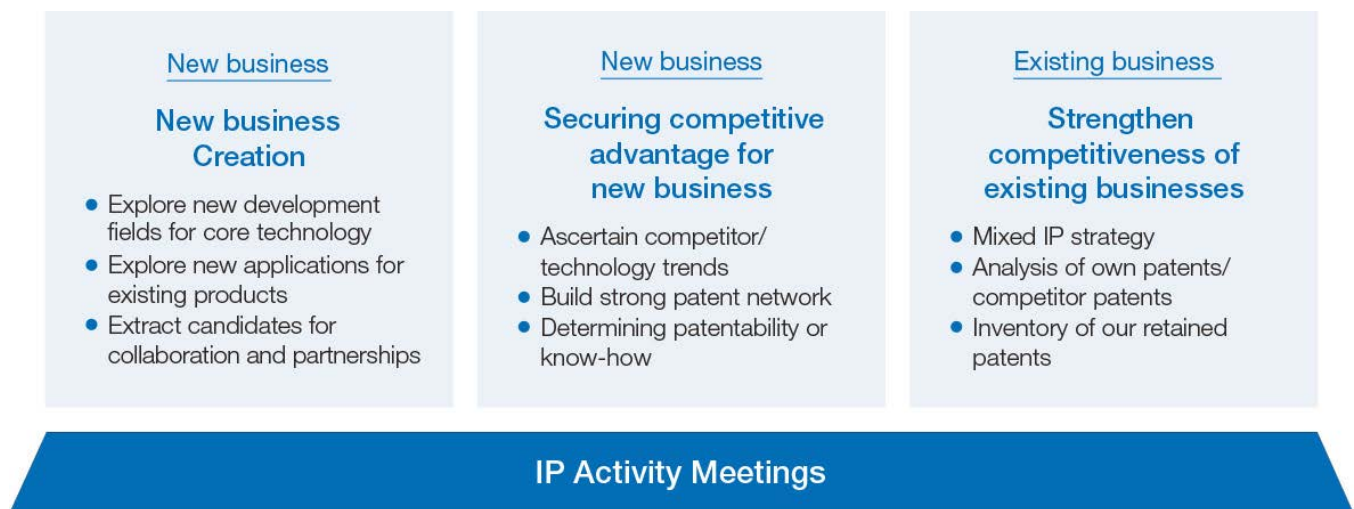 New business
New business
Creation
● Explore new development
fields for core technology
● Explore new applications for
existing products
● Extract candidates for
collaboration and partnerships
New business
Securing competitive
advantage for
new business
● Ascertain competitor/
technology trends
● Build strong patent network
● Determining patentability or
know-how
Existing business
Strengthen
competitiveness of
existing businesses
● Mixed IP strategy
● Analysis of own patents/
competitor patents
● Inventory of our retained
patents
IP Activity Meetings